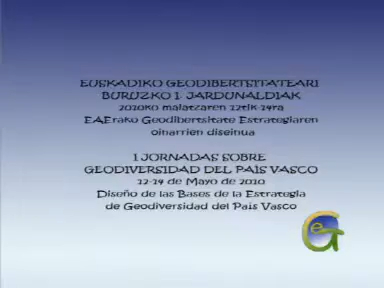 EUSKADIKO GEODIBERTSITATEARI
BURUZKO I. JARDUNALDIAK
2010ko maiatzaren 12tik-14ra
EAErako Geodibertsitate Estrategiaren
oinarrien diseinua
I JORNADAS SOBRE
GEODIVERSIDAD DEL PAÍS VASCO
12-14 de Mayo de 2010
Diseño de las Bases de la Estrategia
de Geodiversidad del País Vasco
e G